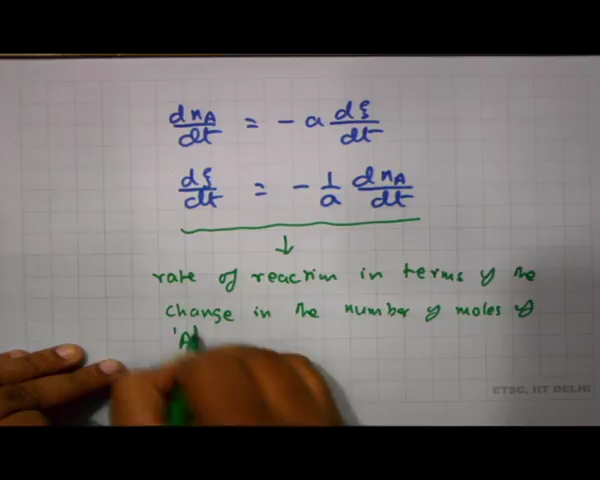 dnA/dt = - a dξ/dt
dξ/dt = - 1/a dnA/dt
↓
rate of reaction in terms of the
change in the number of moles of
'A
ETSC, IIT DELHI